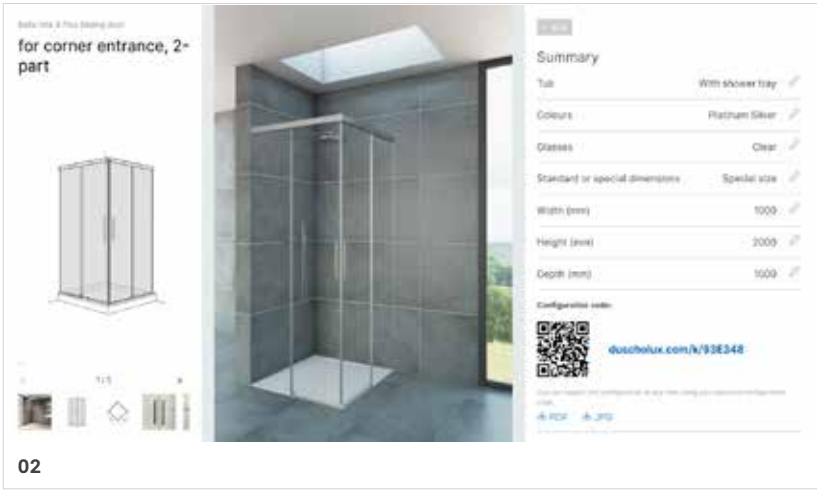 for corner entrance, 2-
part
1/5
Summary
Tub With shower tray
Colours Platinum Silver
Glasses Clear
Standard or special dimensions Special size
Width (mm) 1000
Height (mm) 2000
Depth (mm) 1000
Configuration code:
duscholux.com/k/93E348
PDF JPG
02